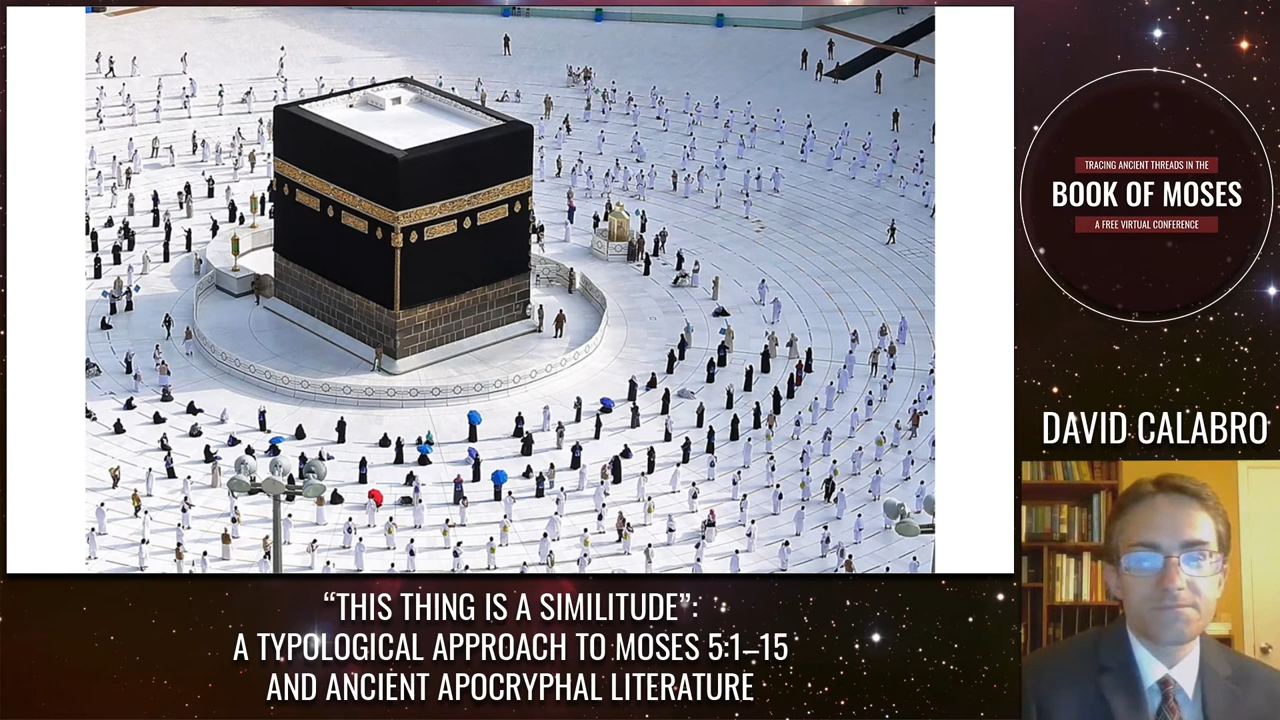 TRACING ANCIENT THREADS IN THE
BOOK OF MOSES
A FREE VIRTUAL CONFERENCE
DAVID CALABRO
“THIS THING IS A SIMILITUDE”:
A TYPOLOGICAL APPROACH TO MOSES 5:1–15
AND ANCIENT APOCRYPHAL LITERATURE